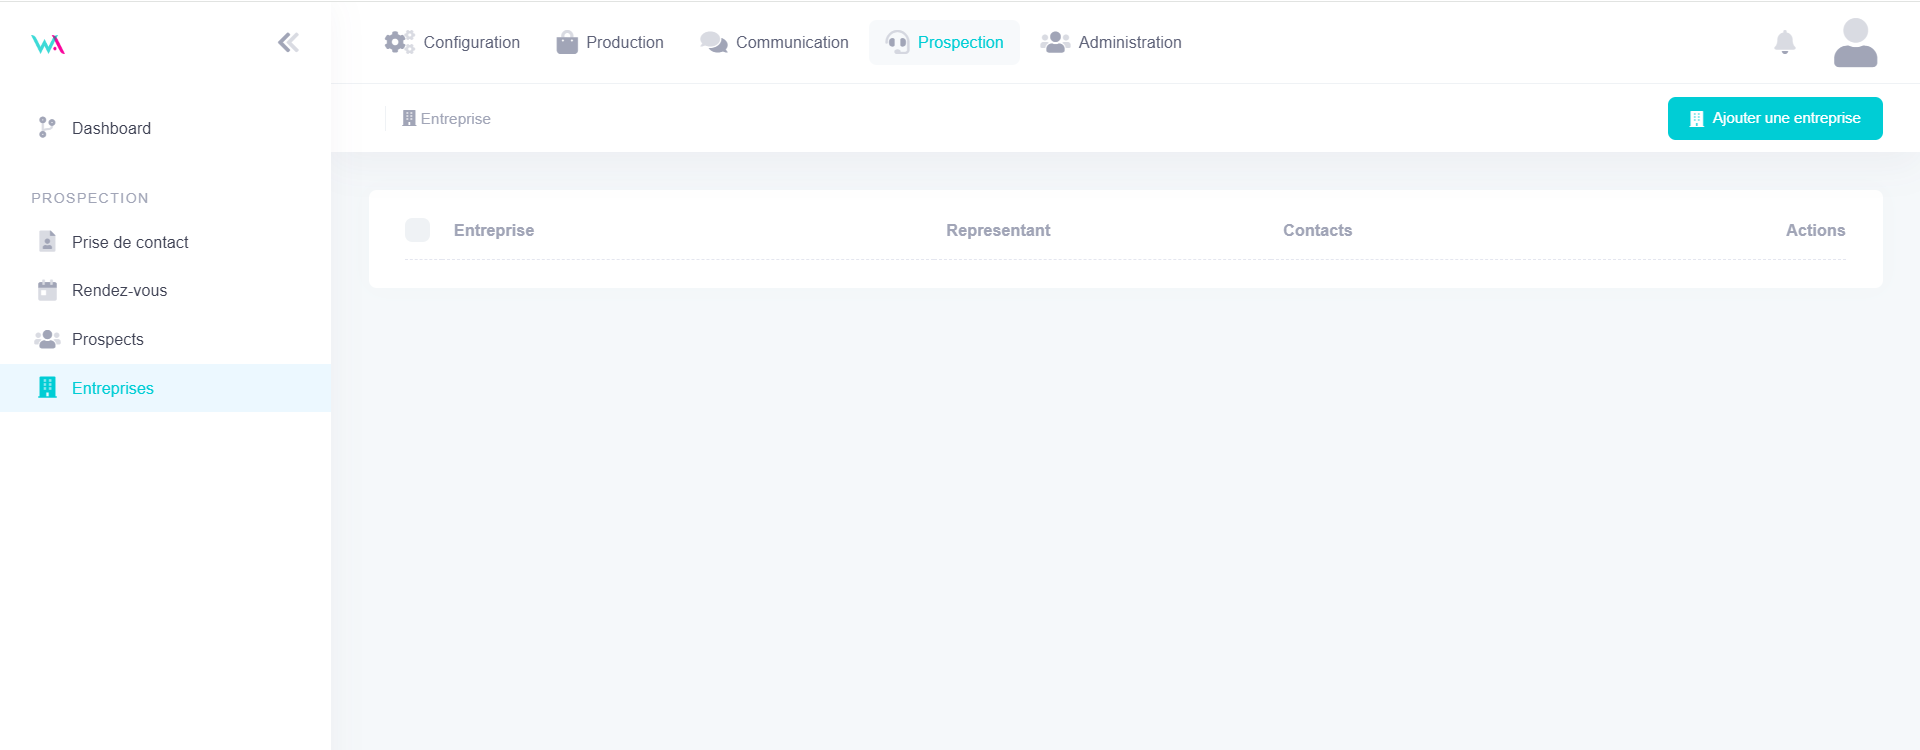 WA
Configuration
Production
Communication
Prospection
Administration
Entreprise
Ajouter une entreprise
Dashboard
PROSPECTION
Prise de contact
Rendez-vous
Prospects
Entreprises
Entreprise
Representant
Contacts
Actions